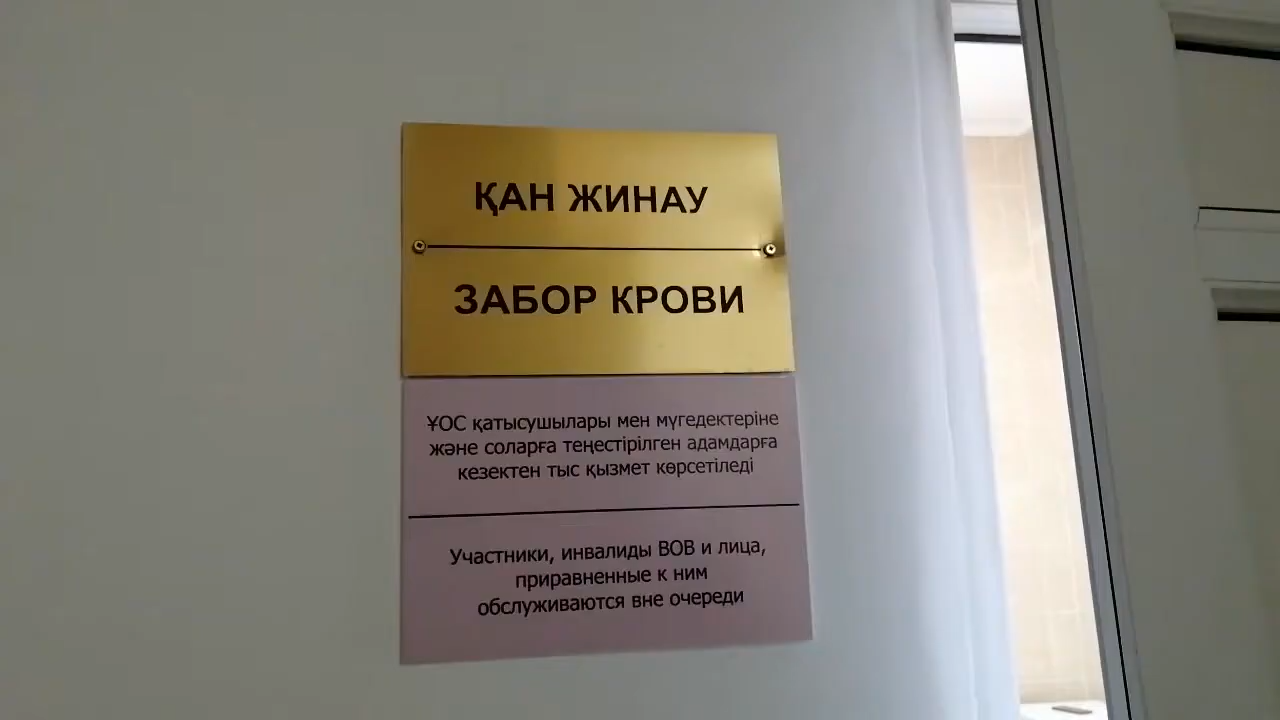 ҚАН ЖИНАУ
ЗАБОР КРОВИ
ҰОС қатысушылары мен мүгедектеріне
және соларға теңестірілген адамдарға
кезектен тыс қызмет көрсетіледі
Участники, инвалиды ВОВ и лица,
приравненные к ним
обслуживаются вне очереди